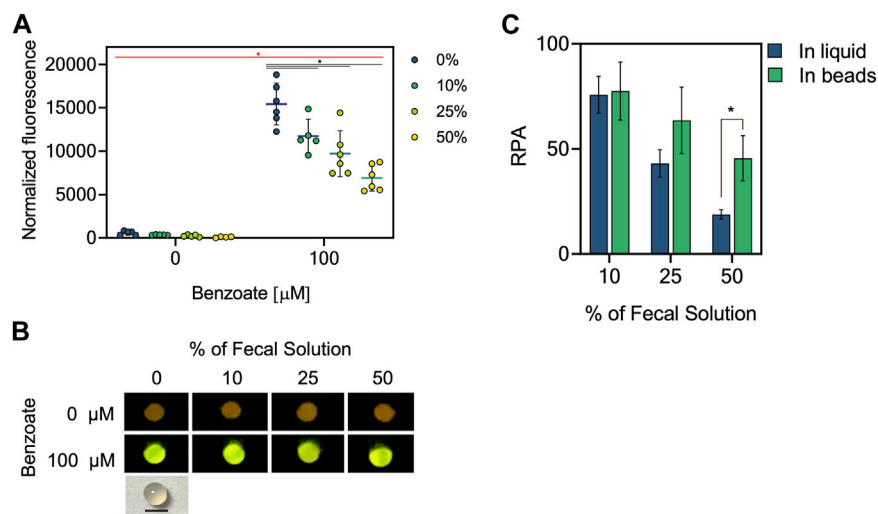 A
Normalized fluorescence
20000
15000
10000
5000
0
*
*
0%
10%
25%
50%
0
100
Benzoate [µM]
B
% of Fecal Solution
0
10
25
50
Benzoate
0 µM
100 µM
C
RPA
100
50
0
*
In liquid
In beads
10
25
50
% of Fecal Solution